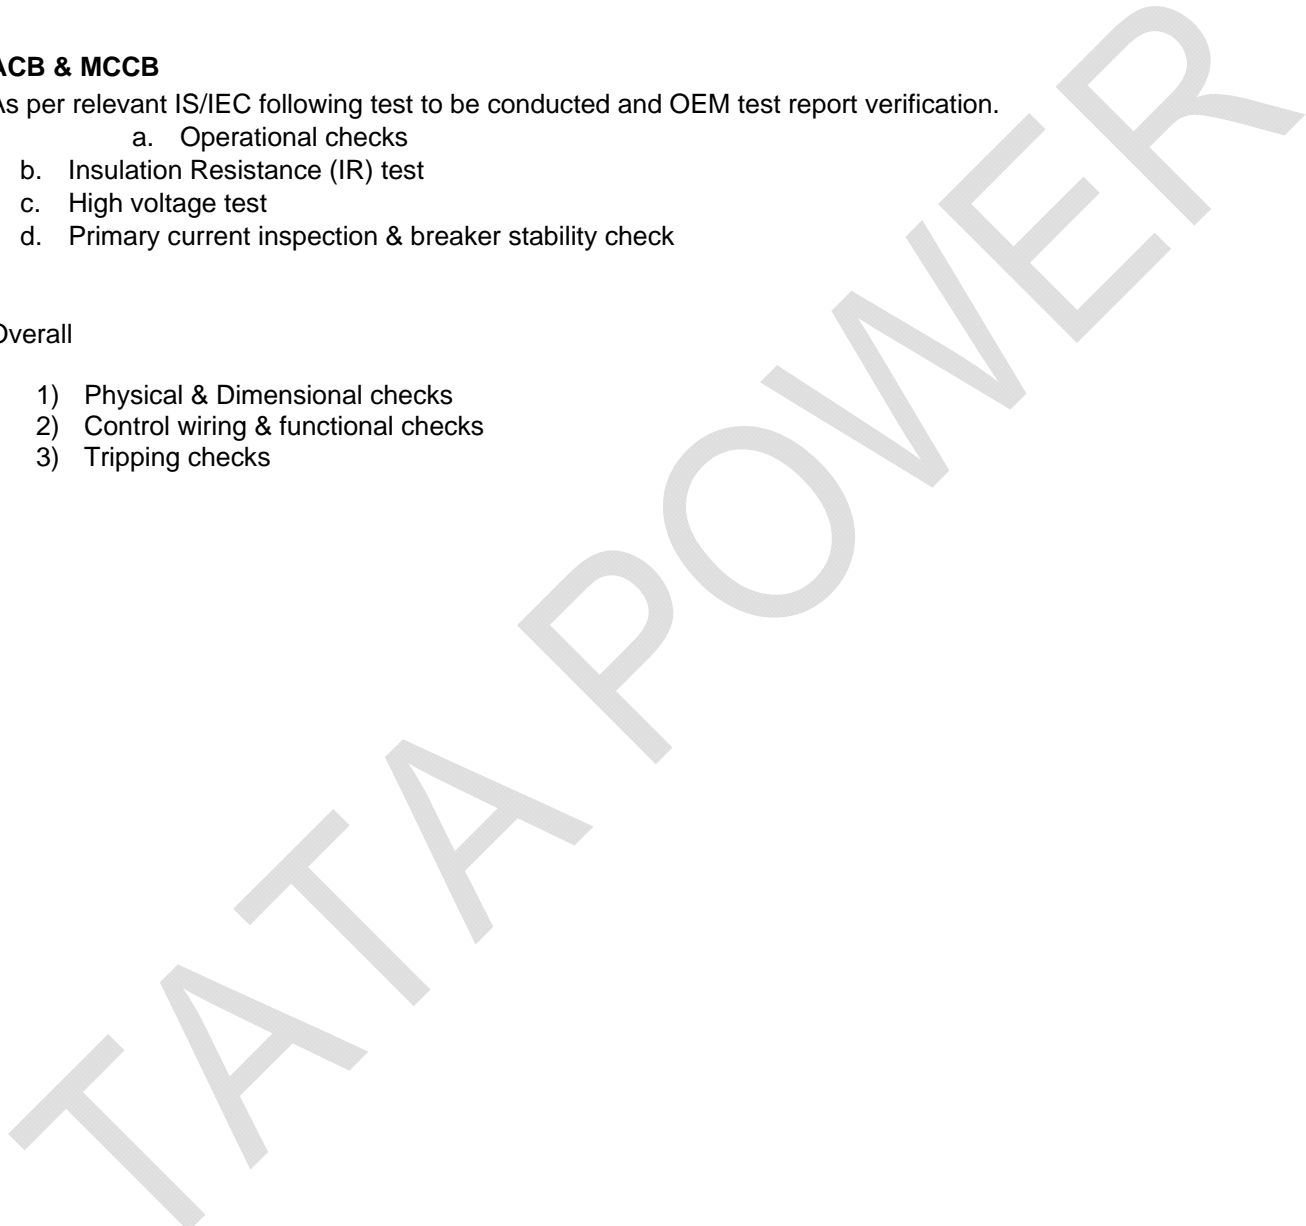 ACB & MCCB
As per relevant IS/IEC following test to be conducted and OEM test report verification.
a. Operational checks
b. Insulation Resistance (IR) test
c. High voltage test
d. Primary current inspection & breaker stability check
Overall
1) Physical & Dimensional checks
2) Control wiring & functional checks
3) Tripping checks
TATA POWER